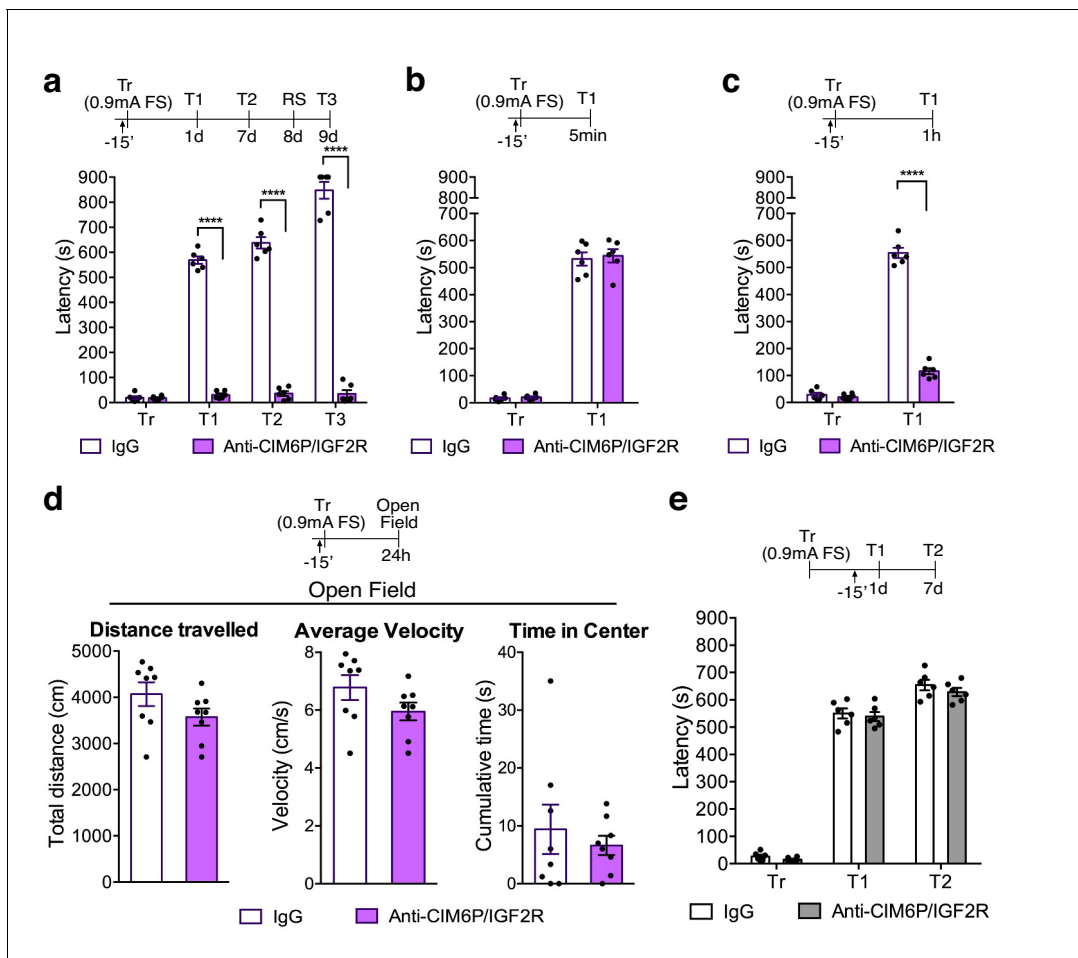 a
Tr
(0.9mA FS) T1 T2 RS T3
-15' 1d 7d 8d 9d
****
****
****
900
800
700
600
500
400
300
200
100
0
Latency (s)
Tr T1 T2 T3
IgG Anti-CIM6P/IGF2R
b
Tr
(0.9mA FS) T1
-15' 5min
900
800
700
600
500
400
300
200
100
0
Latency (s)
Tr T1
IgG Anti-CIM6P/IGF2R
c
Tr
(0.9mA FS) T1
-15' 1h
****
900
800
700
600
500
400
300
200
100
0
Latency (s)
Tr T1
IgG Anti-CIM6P/IGF2R
d
Tr Open
(0.9mA FS) Field
-15' 24h
Open Field
Distance travelled
5000
4000
3000
2000
1000
0
Total distance (cm)
Average Velocity
8
6
4
2
0
Velocity (cm/s)
Time in Center
40
30
20
10
0
Cumulative time (s)
IgG Anti-CIM6P/IGF2R
e
Tr
(0.9mA FS) T1 T2
-15' 1d 7d
900
800
700
600
500
400
300
200
100
0
Latency (s)
Tr T1 T2
IgG Anti-CIM6P/IGF2R